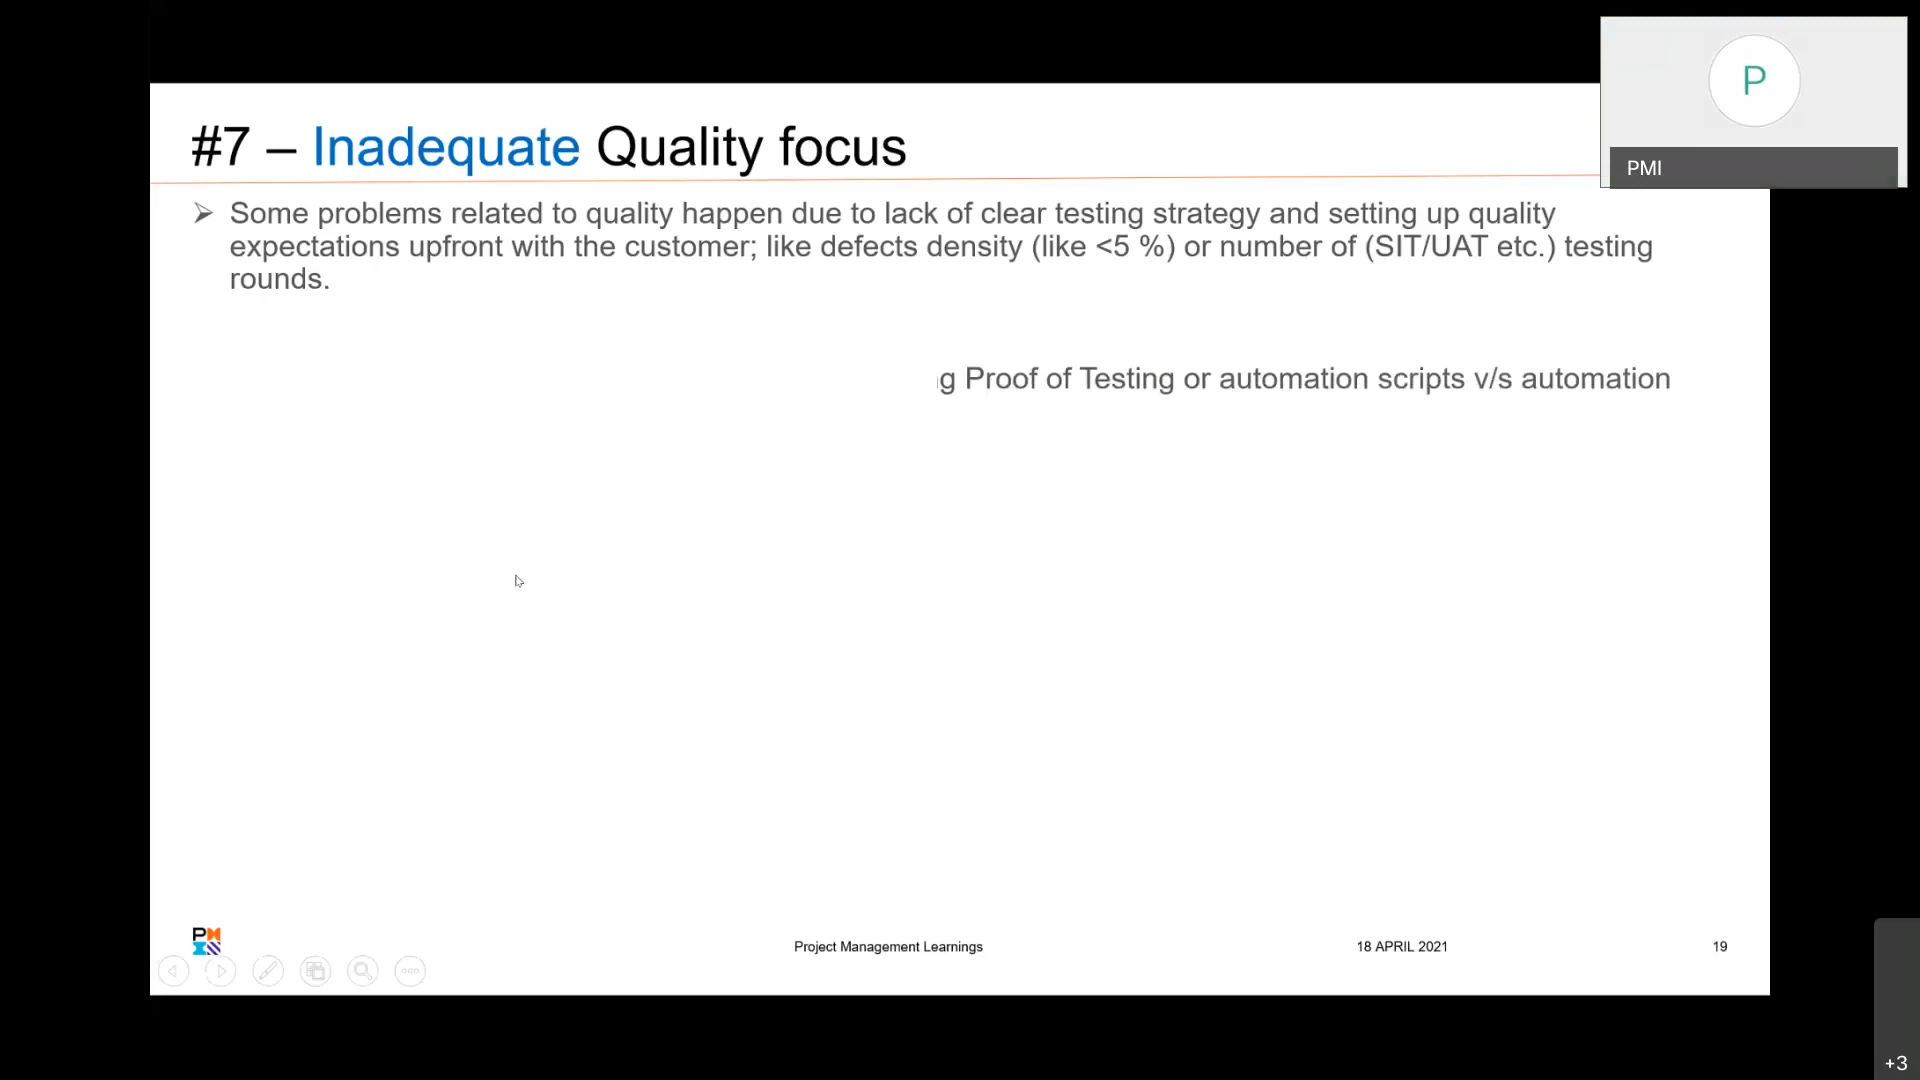 #7 – Inadequate Quality focus
➢ Some problems related to quality happen due to lack of clear testing strategy and setting up quality
expectations upfront with the customer; like defects density (like <5 %) or number of (SIT/UAT etc.) testing
rounds.
g Proof of Testing or automation scripts v/s automation
P
PMI
Project Management Learnings
18 APRIL 2021
19
+3